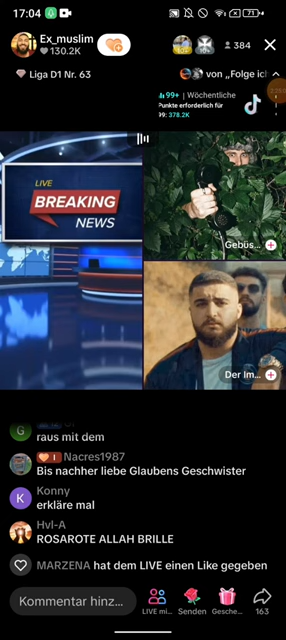 17:04
71
Ex_muslim
130.2K
384
Liga D1 Nr. 63
von „Folge ich
99+ | Wöchentliche
Punkte erforderlich für
99: 378.2K
LIVE
BREAKING
NEWS
Gebüs...
Der Im...
raus mit dem
Nacres1987
Bis nachher liebe Glaubens Geschwister
K Konny
erkläre mal
Hvl-A
ROSAROTE ALLAH BRILLE
MARZENA hat dem LIVE einen Like gegeben
Kommentar hinz...
LIVE mi...
Senden
Gesche...
163